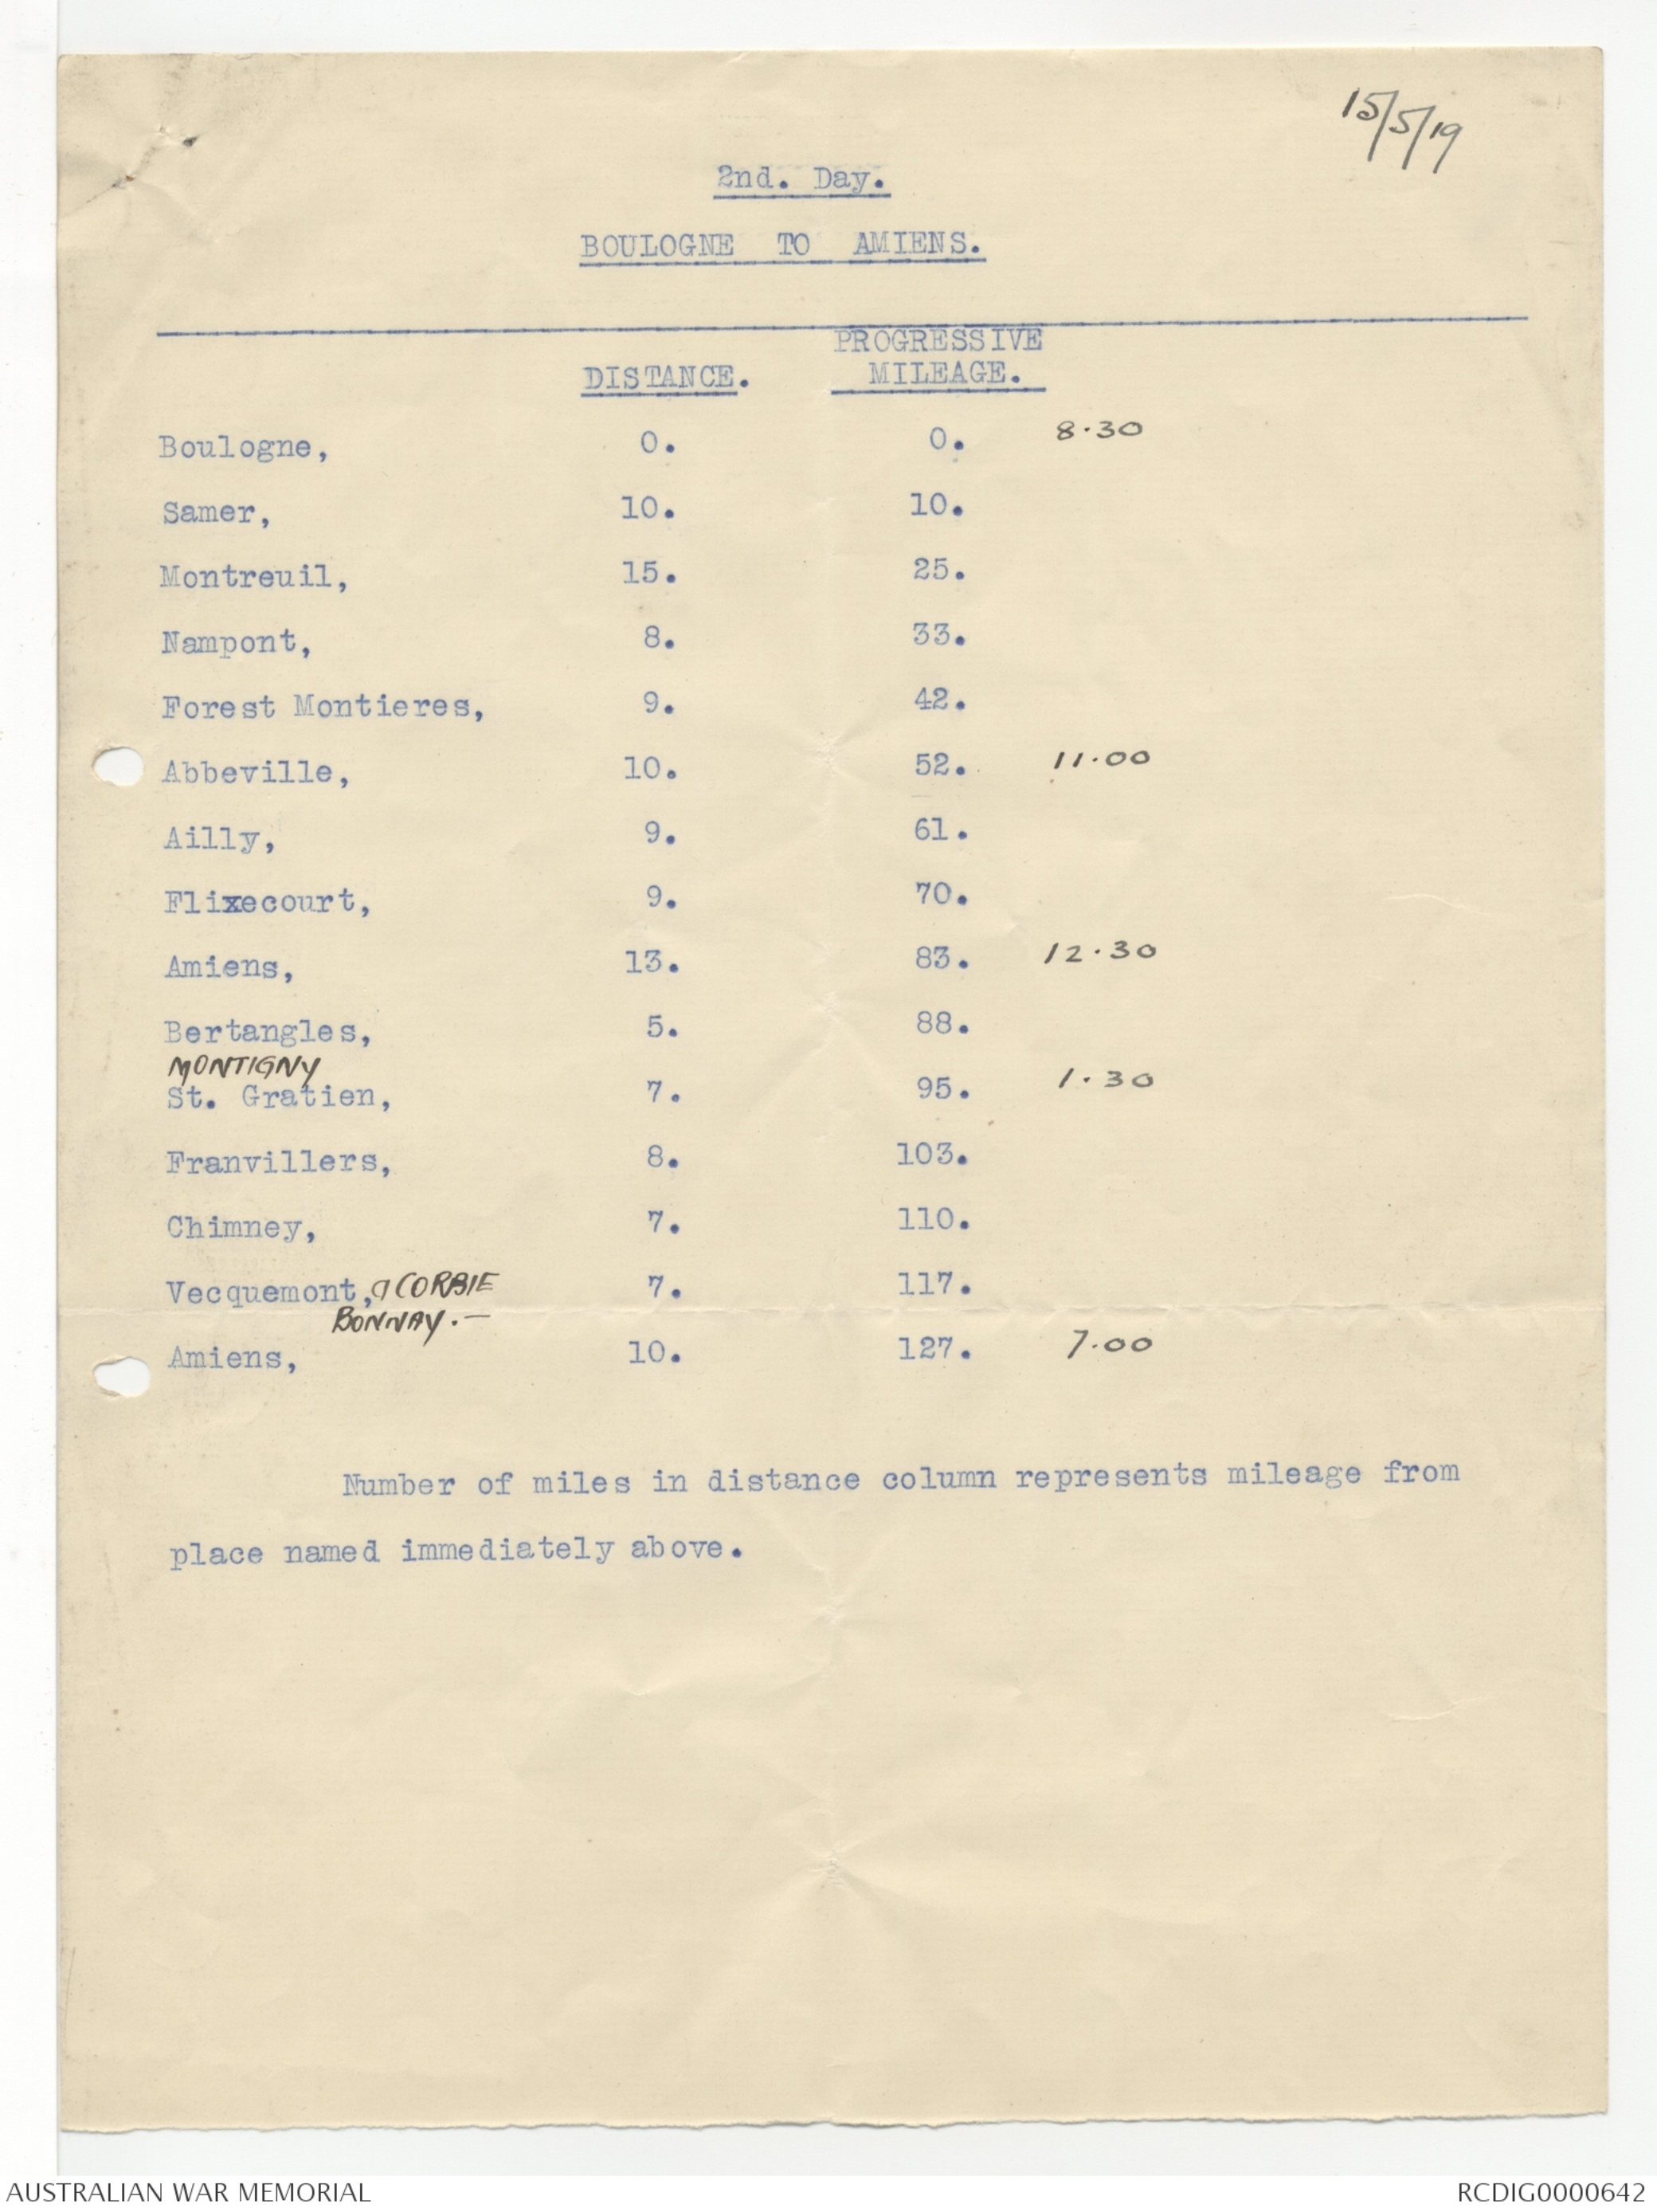 15/5/19
2nd. Day.
BOULOGNE TO AMIENS.
PROGRESSIVE
DISTANCE. MILEAGE.
Boulogne, 0. 0. 8.30
Samer, 10. 10.
Montreuil, 15. 25.
Nampont, 8. 33.
Forest Montieres, 9. 42.
Abbeville, 10. 52. 11.00
Ailly, 9. 61.
Flixecourt, 9. 70.
Amiens, 13. 83. 12.30
Bertangles, 5. 88.
MONTIGNY
St. Gratien, 7. 95. 1.30
Franvillers, 8. 103.
Chimney, 7. 110.
Vecquemont, CORBIE 7. 117.
BONNAY.—
Amiens, 10. 127. 7.00
Number of miles in distance column represents mileage from
place named immediately above.
AUSTRALIAN WAR MEMORIAL RCDIG0000642